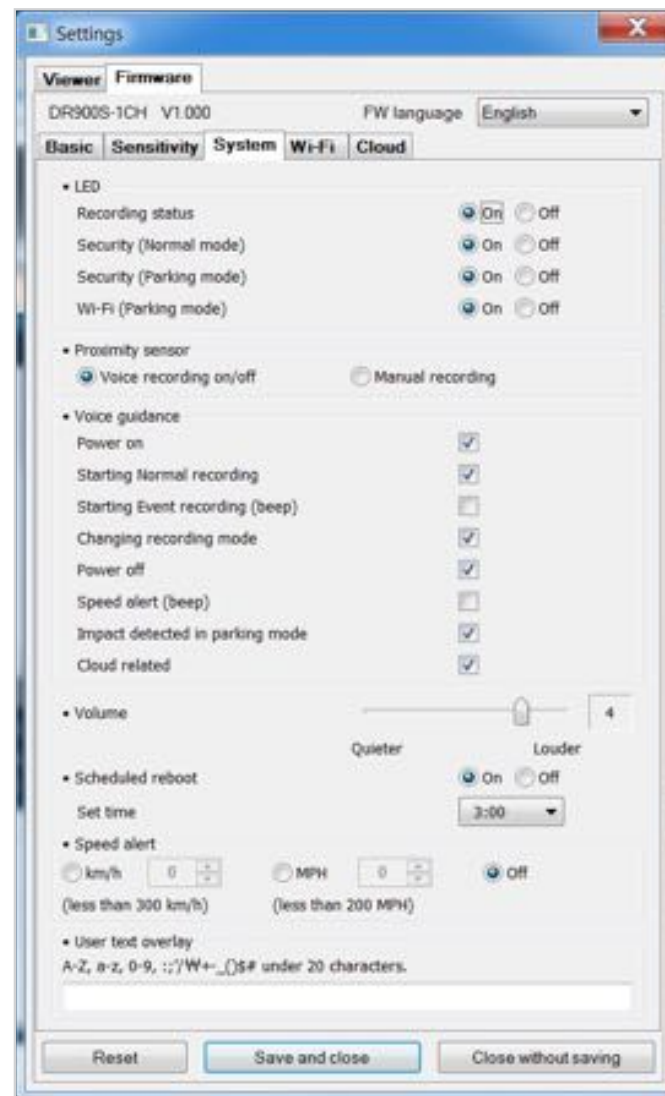 Settings
Viewer Firmware
DR900S-1CH V1.000 FW language English
Basic Sensitivity System Wi-Fi Cloud
• LED
Recording status On Off
Security (Normal mode) On Off
Security (Parking mode) On Off
Wi-Fi (Parking mode) On Off
• Proximity sensor
Voice recording on/off Manual recording
• Voice guidance
Power on
Starting Normal recording
Starting Event recording (beep)
Changing recording mode
Power off
Speed alert (beep)
Impact detected in parking mode
Cloud related
• Volume 4
Quieter Louder
• Scheduled reboot On Off
Set time 3:00
• Speed alert
km/h 0 MPH 0 Off
(less than 300 km/h) (less than 200 MPH)
• User text overlay
A-Z, a-z, 0-9, :;'/₩+-_()$# under 20 characters.
Reset Save and close Close without saving